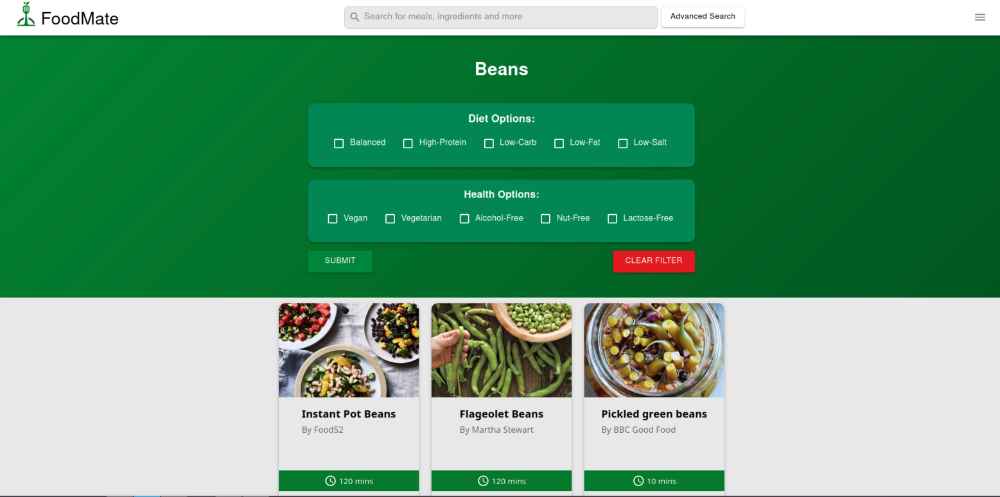 FoodMate
Search for meals, ingredients and more
Advanced Search
Beans
Diet Options:
Balanced High-Protein Low-Carb Low-Fat Low-Salt
Health Options:
Vegan Vegetarian Alcohol-Free Nut-Free Lactose-Free
SUBMIT
CLEAR FILTER
Instant Pot Beans
By Food52
120 mins
Flageolet Beans
By Martha Stewart
120 mins
Pickled green beans
By BBC Good Food
10 mins